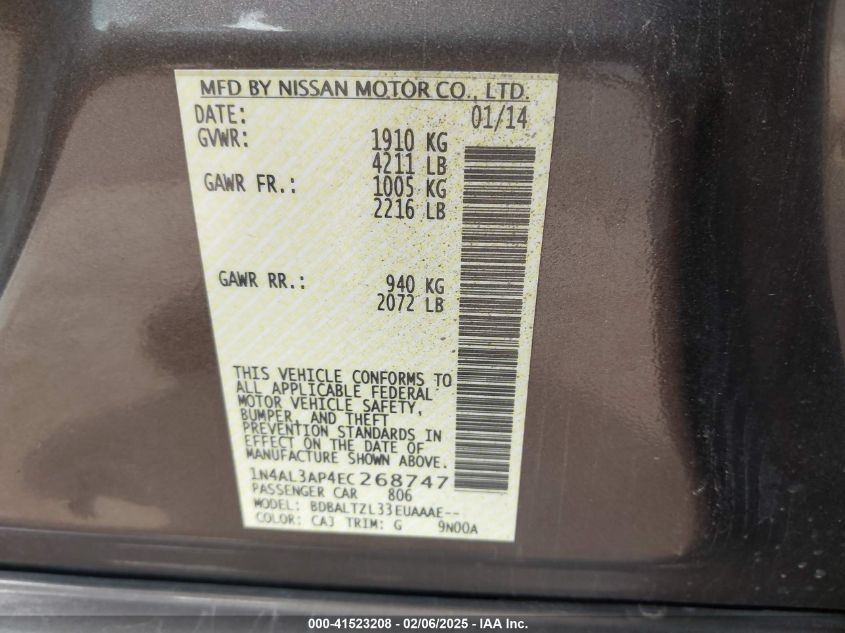 MFD BY NISSAN MOTOR CO., LTD.
DATE: 01/14
GVWR: 1910 KG
4211 LB
GAWR FR.: 1005 KG
2216 LB
GAWR RR.: 940 KG
2072 LB
THIS VEHICLE CONFORMS TO
ALL APPLICABLE FEDERAL
MOTOR VEHICLE SAFETY,
BUMPER, AND THEFT
PREVENTION STANDARDS IN
EFFECT ON THE DATE OF
MANUFACTURE SHOWN ABOVE.
1N4AL3AP4EC268747
PASSENGER CAR 806
MODEL: BDBALTZL33EUAAAE--
COLOR: CAJ TRIM: G 9N00A
000-41523208 - 02/06/2025 - IAA Inc.